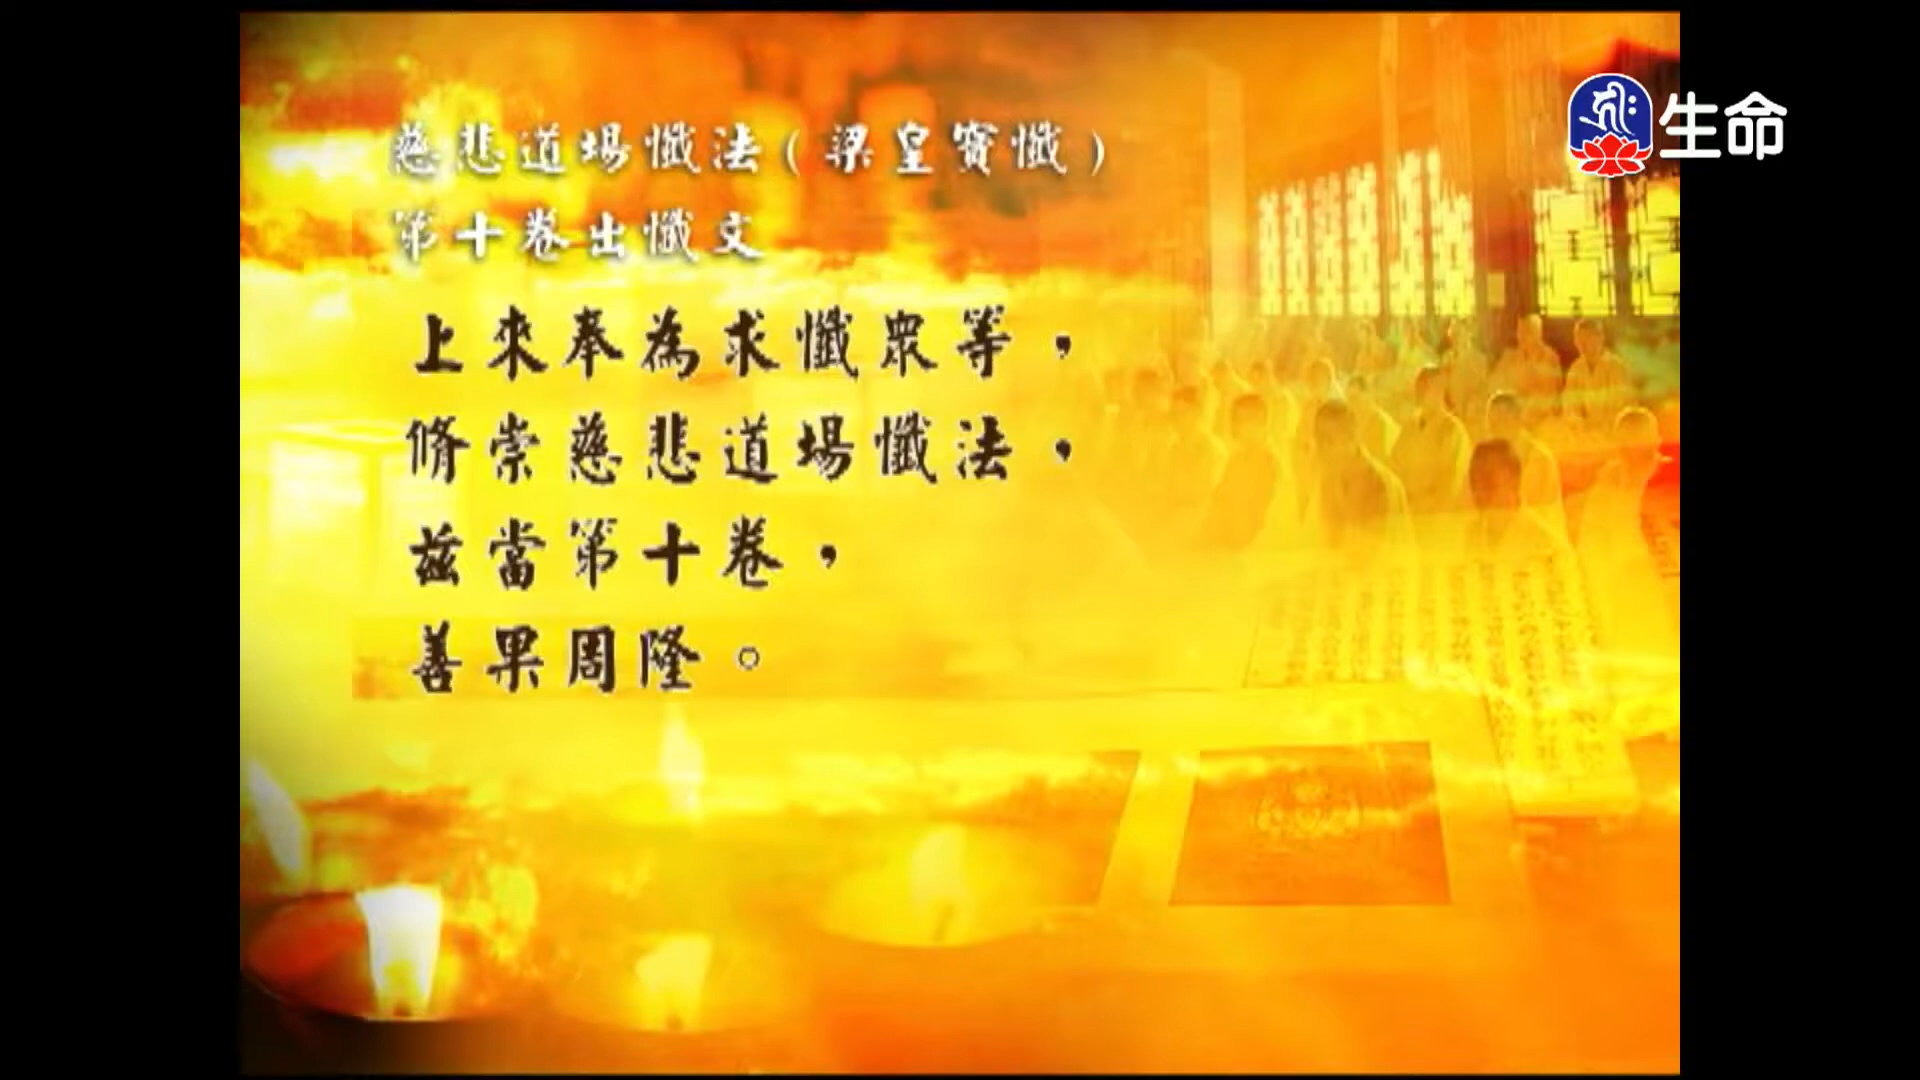 慈悲道場懺法（梁皇寶懺）
第十卷出懺文
上來奉為求懺眾等，
脩崇慈悲道場懺法，
茲當第十卷，
善果周隆。
生命